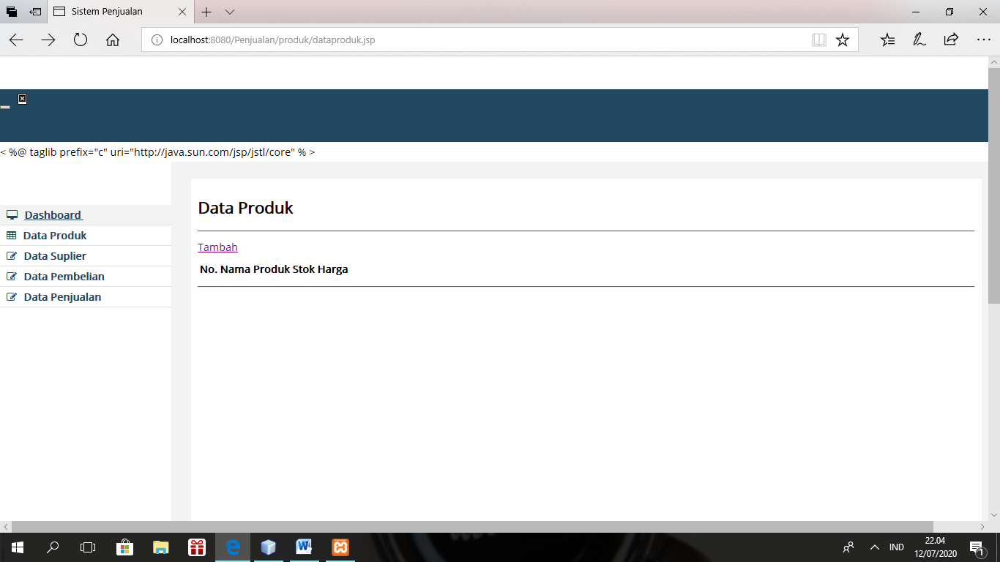 Sistem Penjualan
localhost:8080/Penjualan/produk/dataproduk.jsp
< %@ taglib prefix="c" uri="http://java.sun.com/jsp/jstl/core" % >
Dashboard
Data Produk
Data Suplier
Data Pembelian
Data Penjualan
Data Produk
Tambah
No. Nama Produk Stok Harga
IND
22.04
12/07/2020
1